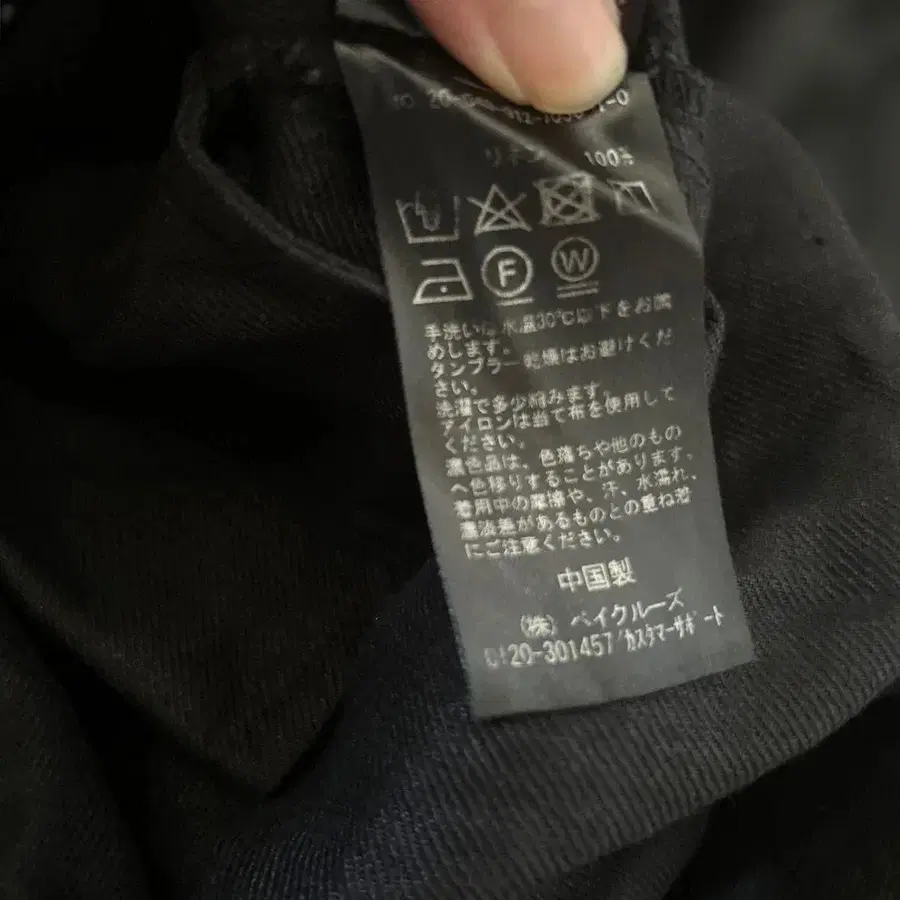 リネン 100%
F W
手洗いは水温30℃以下をお薦
めします。
タンブラー乾燥はお避けくだ
さい。
洗濯で多少縮みます。
アイロンは当て布を使用して
ください。
濃色品は、色落ちや他のもの
へ色移りすることがあります。
着用中の摩擦や、汗、水濡れ、
濃淡差があるものとの重ね着
にご注意ください。
中国製
(株) ベイクルーズ
0120-301457/カスタマーサポート